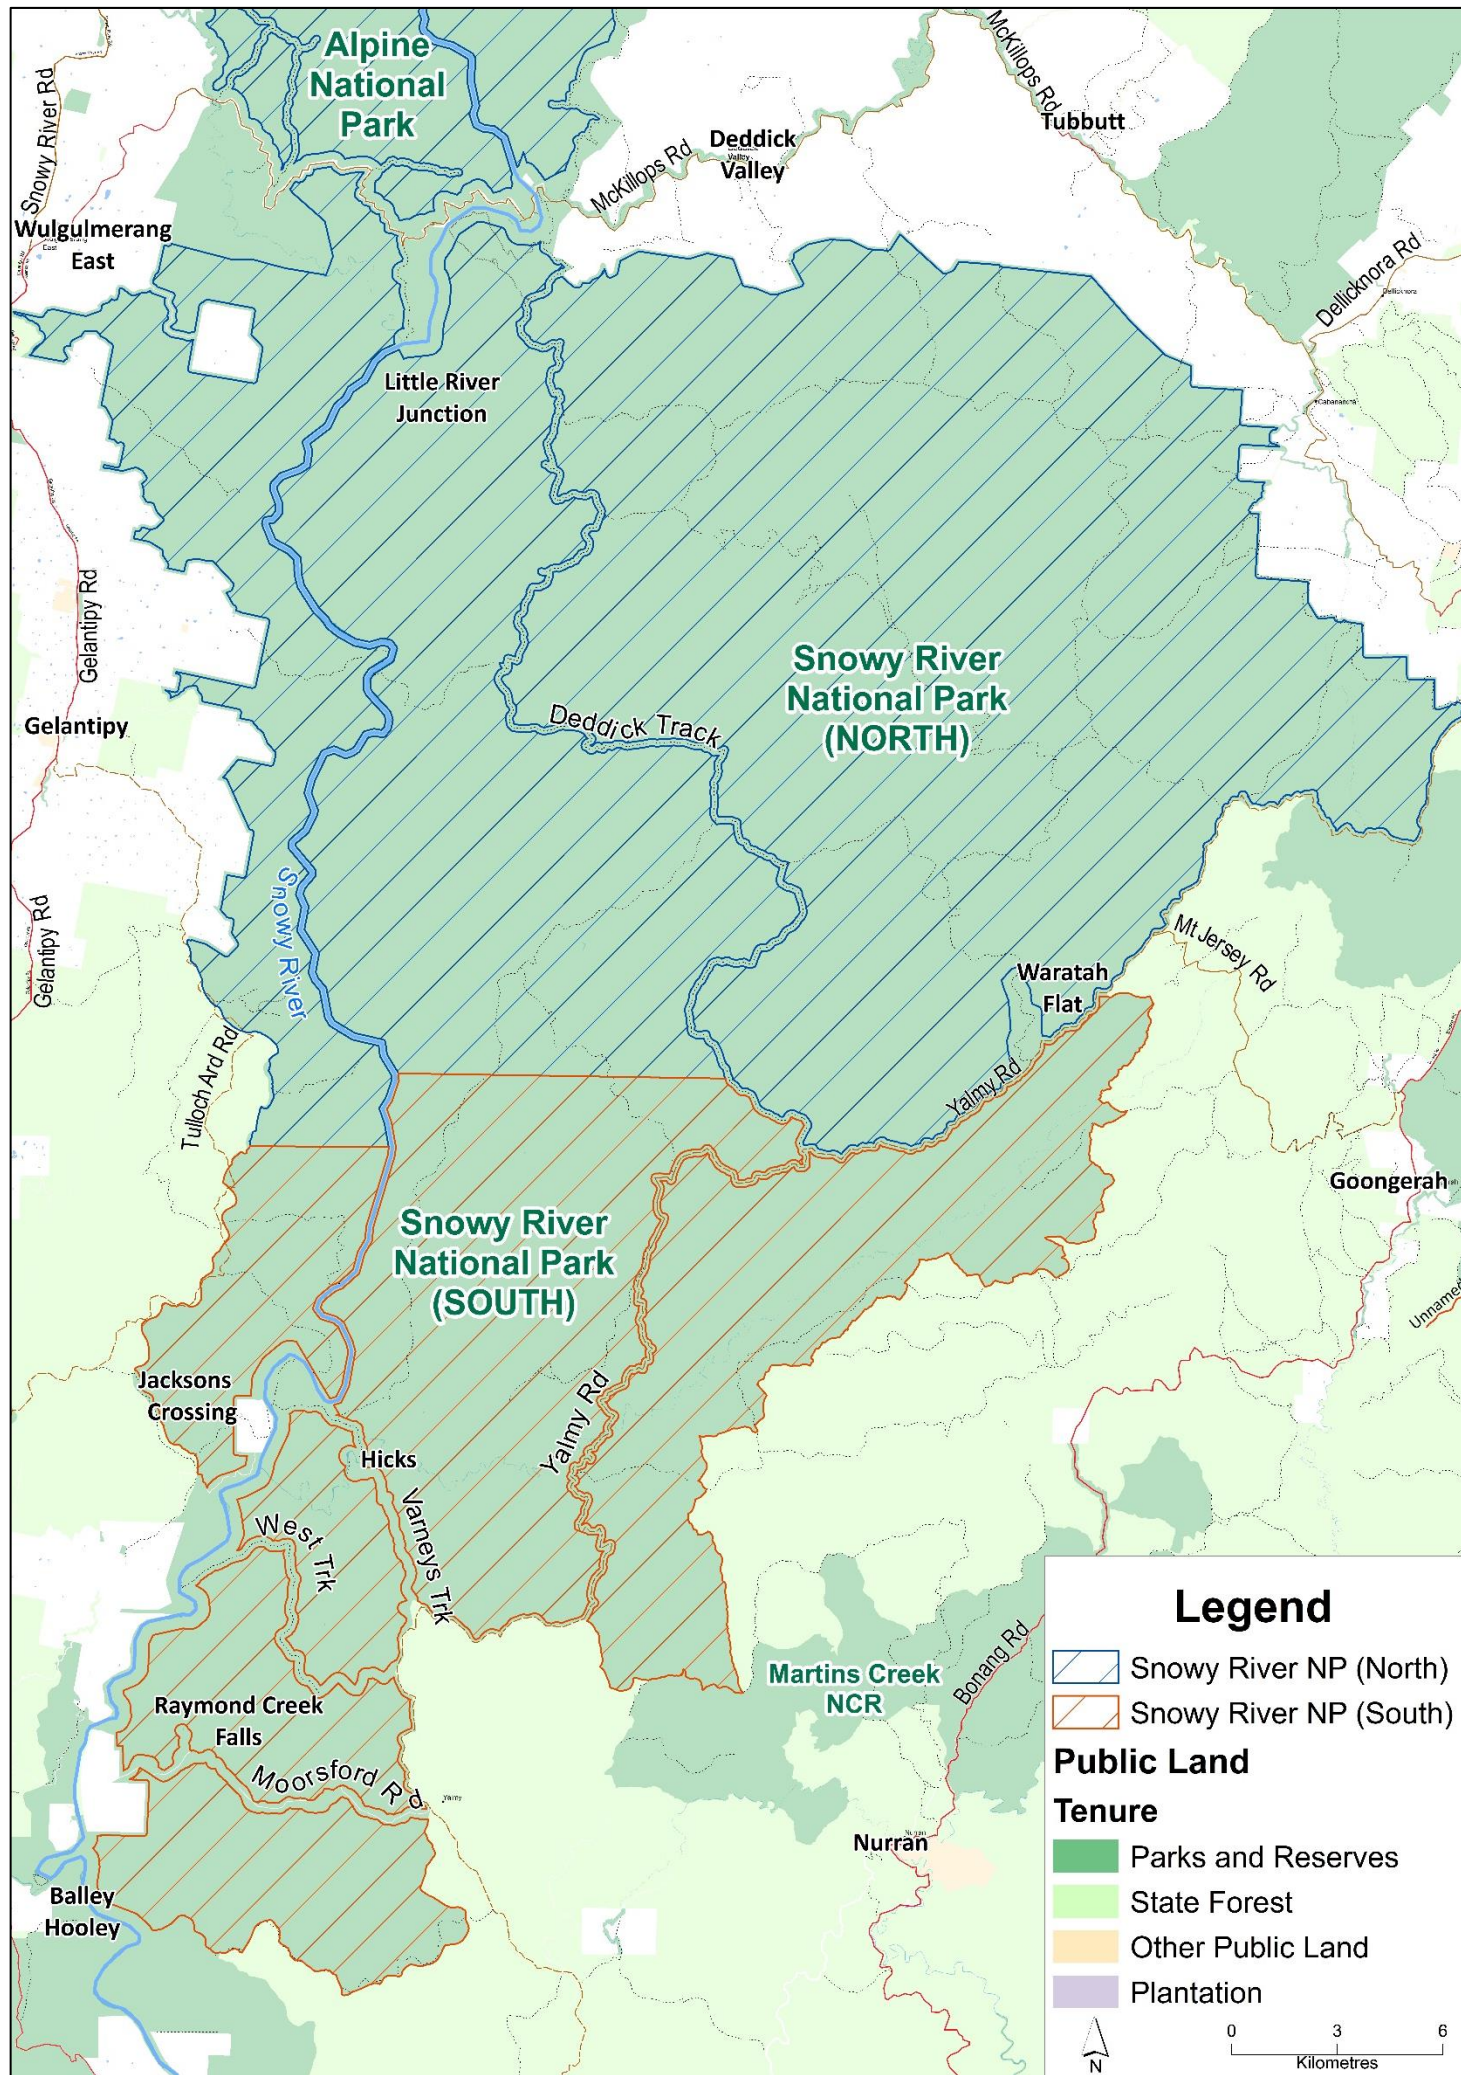 Alpine
National
Park
Snowy River Rd
McKillops Rd
Tubbutt
Deddick
Valley
McKillops Rd
Wulgulmerang
East
Dellicknora Rd
Dellicknora
Little River
Junction
Cabanandra
Gelantipy Rd
Snowy River
National Park
(NORTH)
Gelantipy
Deddick Track
Snowy River
Gelantipy Rd
Mt Jersey Rd
Waratah
Flat
Tulloch Ard Rd
Yalmy Rd
Goongerah
Snowy River
National Park
(SOUTH)
Unnamed
Jacksons
Crossing
Yalmy Rd
Hicks
Varneys Trk
West Trk
Martins Creek
NCR
Bonang Rd
Raymond Creek
Falls
Moorsford Rd
Yalmy
Nurran
Nurran
Balley
Hooley
Legend
Snowy River NP (North)
Snowy River NP (South)
Public Land
Tenure
Parks and Reserves
State Forest
Other Public Land
Plantation
N
0 3 6
Kilometres